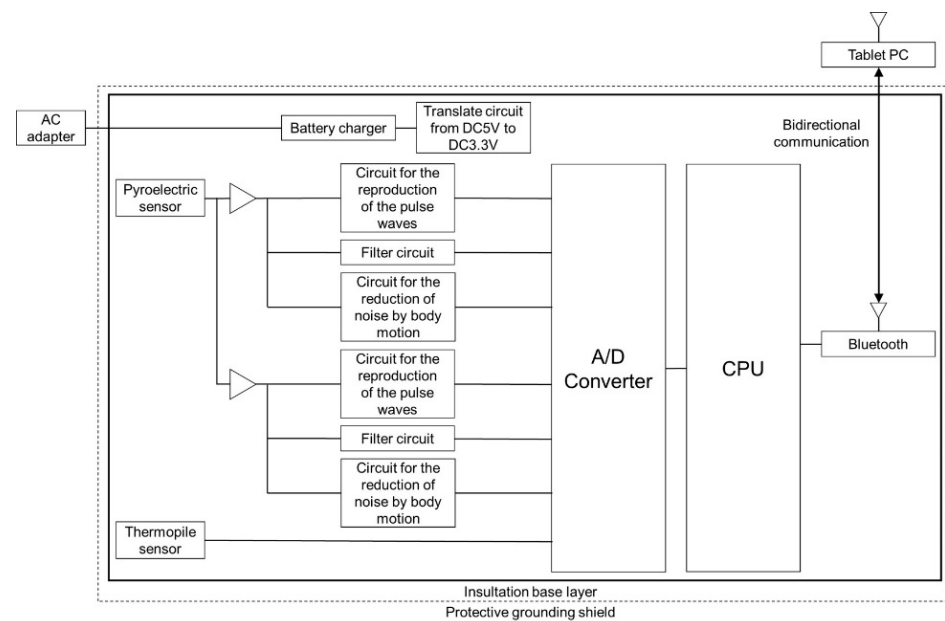 Tablet PC
AC
adapter
Battery charger
Translate circuit
from DC5V to
DC3.3V
Bidirectional
communication
Pyroelectric
sensor
Circuit for the
reproduction
of the pulse
waves
Filter circuit
Circuit for the
reduction of
noise by body
motion
Circuit for the
reproduction
of the pulse
waves
Filter circuit
Circuit for the
reduction of
noise by body
motion
Thermopile
sensor
A/D
Converter
CPU
Bluetooth
Insultation base layer
Protective grounding shield